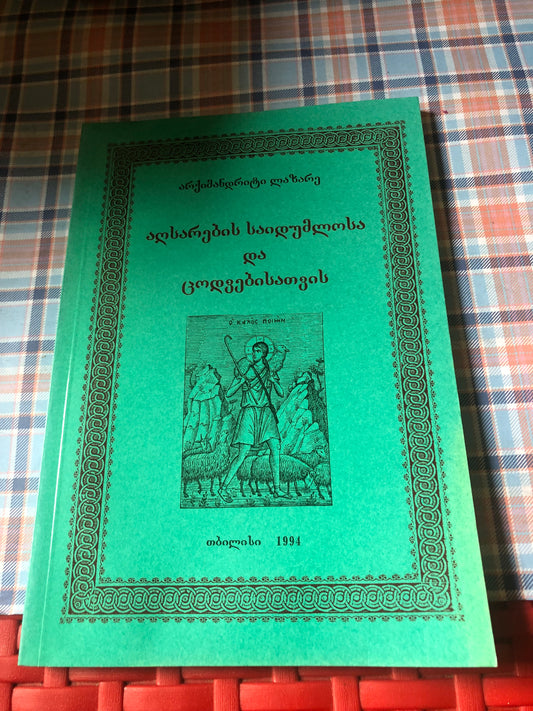 არქიმანდრიტი ლაზარე
აღსარების საიდუმლოსა
და
ცოდვებისათვის
Ο ΚΑΛΟΣ ΠΟΙΜΗΝ
თბილისი 1994